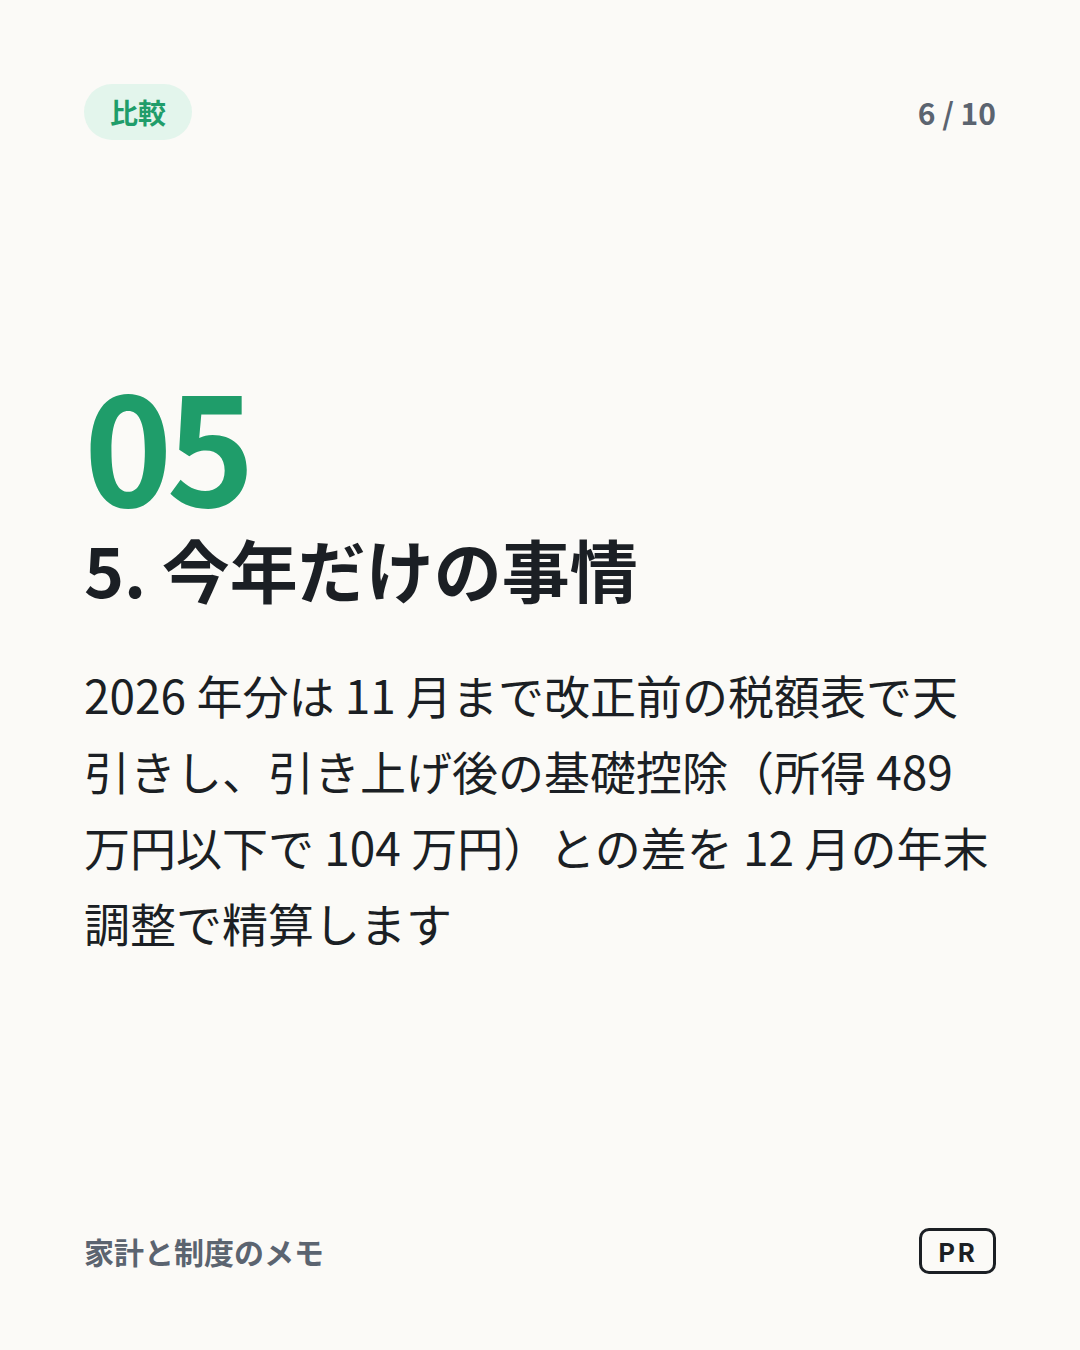 比較
6 / 10
05
5. 今年だけの事情
2026 年分は 11 月まで改正前の税額表で天
引きし、引き上げ後の基礎控除（所得 489
万円以下で 104 万円）との差を 12 月の年末
調整で精算します
家計と制度のメモ
PR